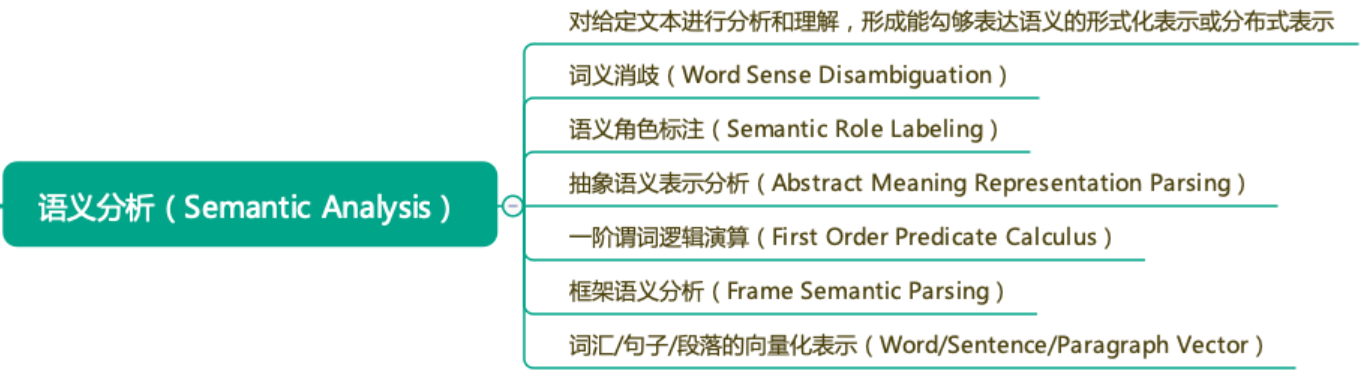 对给定文本进行分析和理解，形成能勾够表达语义的形式化表示或分布式表示
词义消歧（Word Sense Disambiguation）
语义角色标注（Semantic Role Labeling）
抽象语义表示分析（Abstract Meaning Representation Parsing）
语义分析（Semantic Analysis）
一阶谓词逻辑演算（First Order Predicate Calculus）
框架语义分析（Frame Semantic Parsing）
词汇/句子/段落的向量化表示（Word/Sentence/Paragraph Vector）